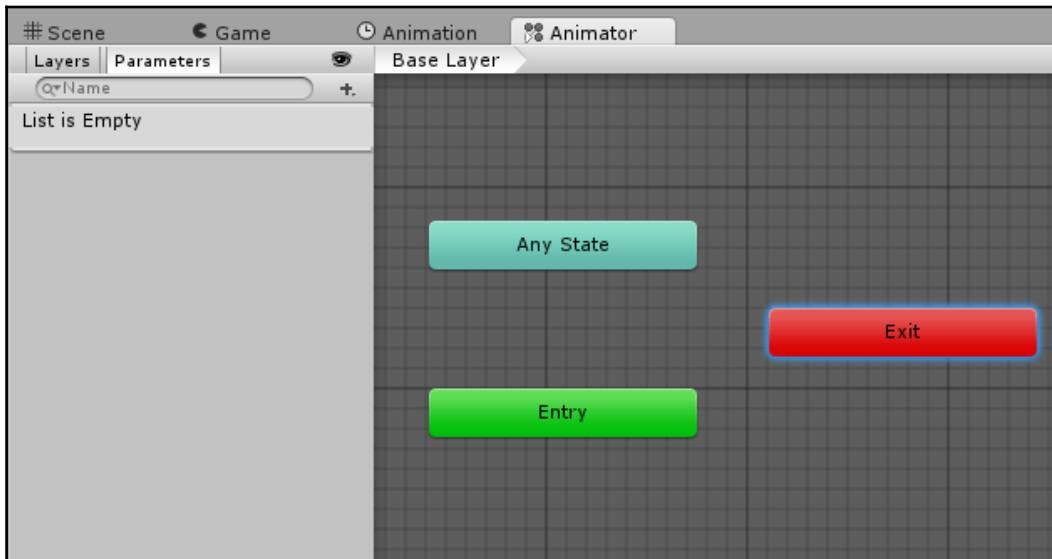 Scene Game Animation Animator
Layers Parameters Base Layer
Name
List is Empty
Any State
Exit
Entry